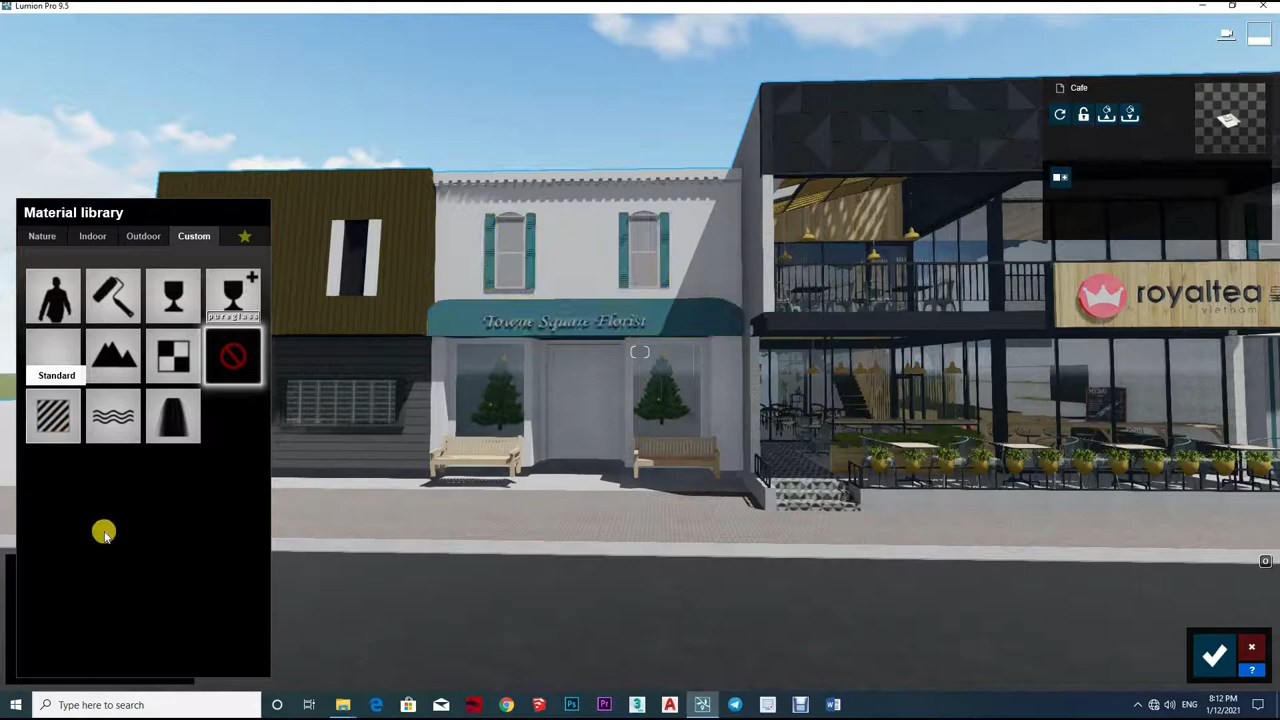 Lumion Pro 9.5
Cafe
Material library
Nature Indoor Outdoor Custom
pureglass
Standard
Towne Square Florist
royaltea
vietnam
?
Type here to search
ENG
8:12 PM
1/12/2021